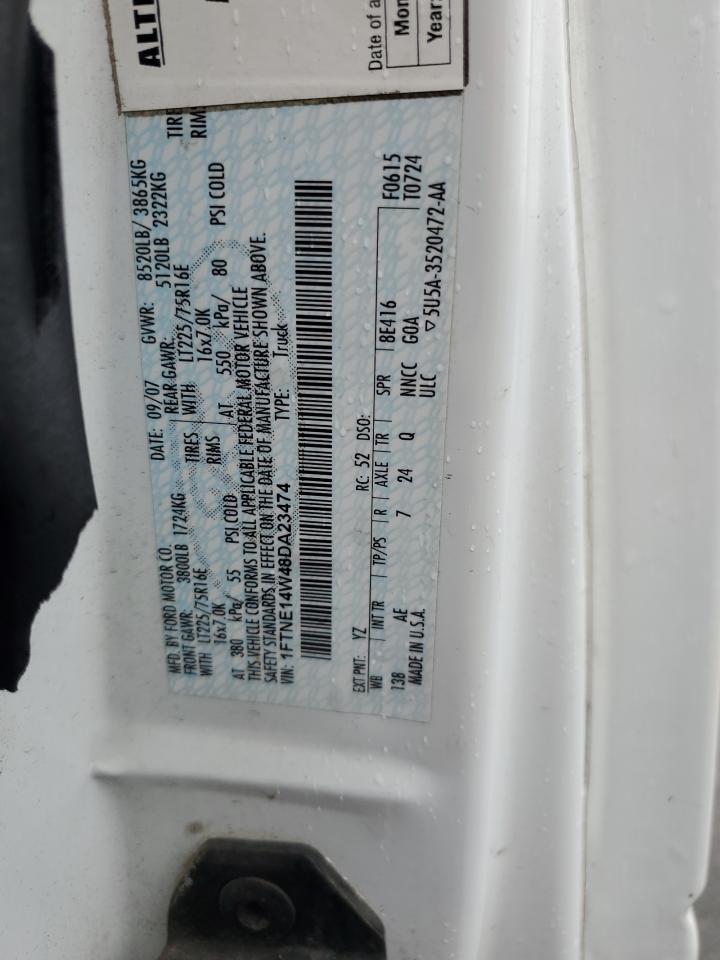 ALTE
Date of a
Mon
Year:
MFD. BY FORD MOTOR CO.
DATE: 09/07 GVWR: 8520LB/ 3865KG
FRONT GAWR: 3800LB 1724KG REAR GAWR: 5120LB 2322KG
WITH LT225/75R16E TIRES WITH LT225/75R16E TIRE
16x7.0K RIMS 16x7.0K RIM
AT 380 kPa/ 55 PSI COLD AT 550 kPa/ 80 PSI COLD
THIS VEHICLE CONFORMS TO ALL APPLICABLE FEDERAL MOTOR VEHICLE
SAFETY STANDARDS IN EFFECT ON THE DATE OF MANUFACTURE SHOWN ABOVE.
VIN: 1FTNE14W48DA23474 TYPE: Truck
EXT PNT: YZ RC: 52 DSO: F0615
WB INT TR TP/PS R AXLE TR SPR 8E416 T0724
138 AE 7 24 Q NNCC GOA
MADE IN U.S.A. ULC ▽5U5A-3520472-AA